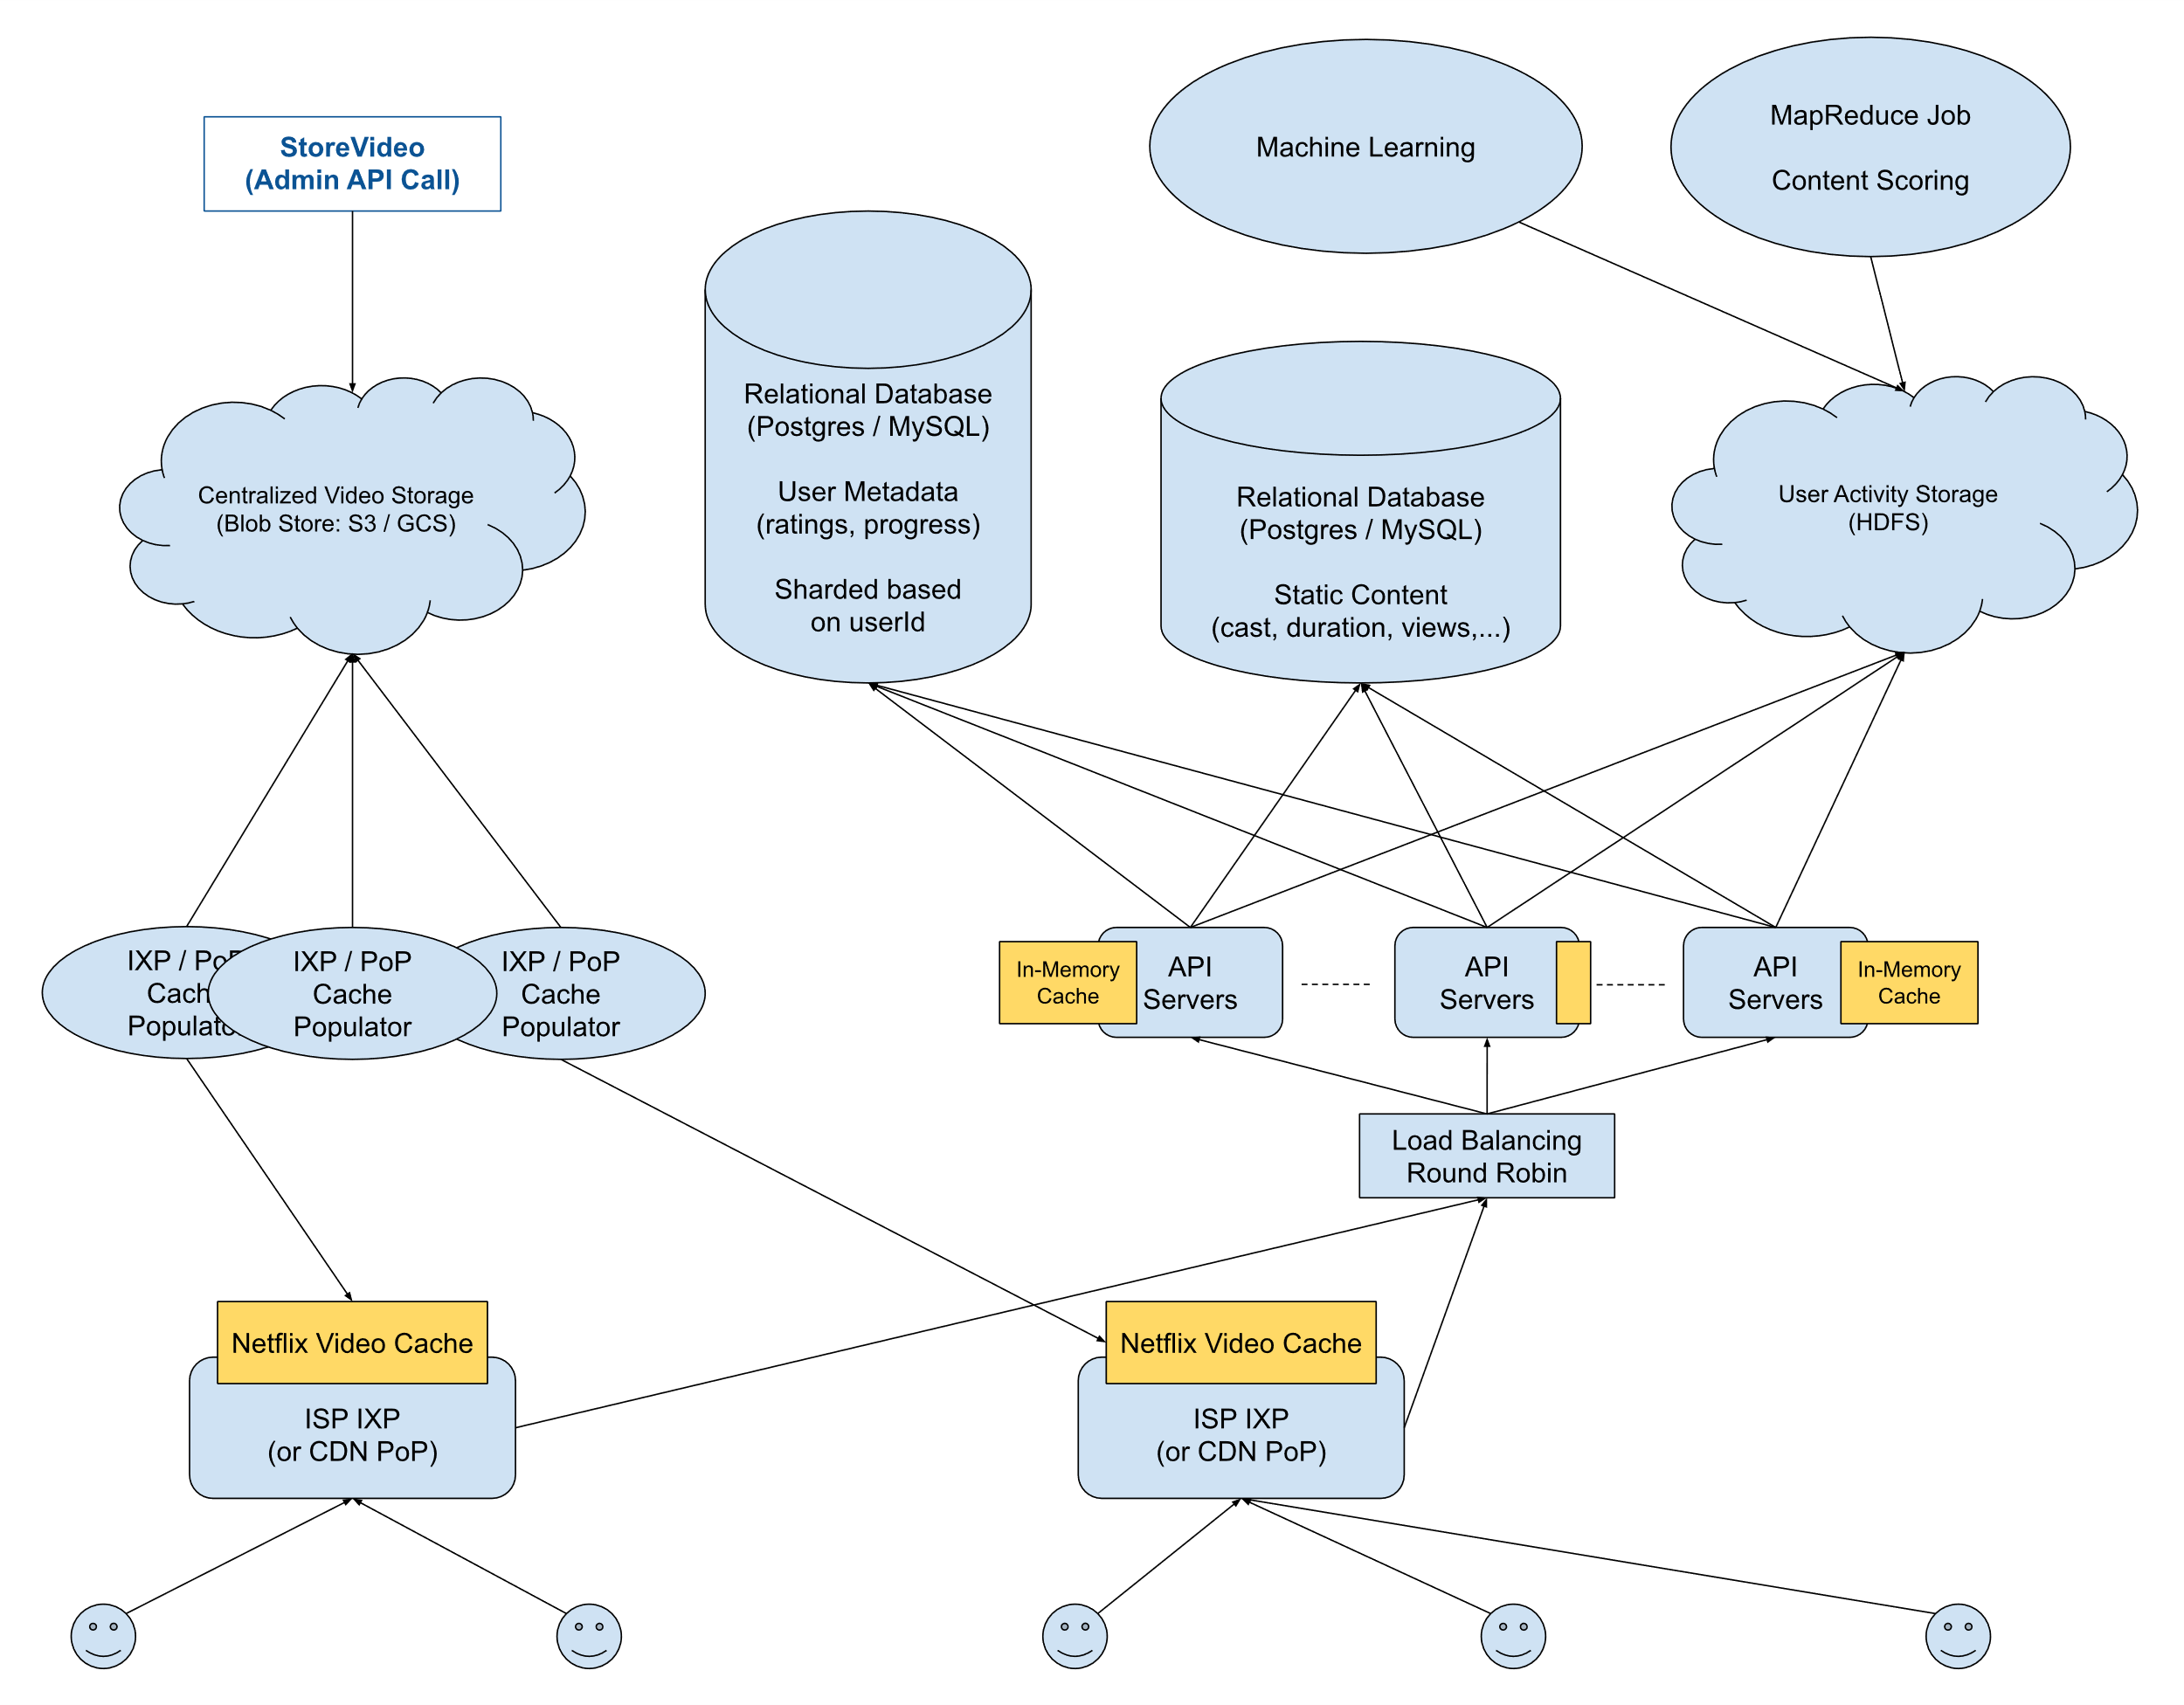 StoreVideo
(Admin API Call)
Machine Learning
MapReduce Job
Content Scoring
Centralized Video Storage
(Blob Store: S3 / GCS)
Relational Database
(Postgres / MySQL)
User Metadata
(ratings, progress)
Sharded based
on userId
Relational Database
(Postgres / MySQL)
Static Content
(cast, duration, views,...)
User Activity Storage
(HDFS)
IXP / PoP
Cache
Populator
IXP / PoP
Cache
Populator
IXP / PoP
Cache
Populator
In-Memory
Cache
API
Servers
API
Servers
API
Servers
In-Memory
Cache
Load Balancing
Round Robin
Netflix Video Cache
ISP IXP
(or CDN PoP)
Netflix Video Cache
ISP IXP
(or CDN PoP)